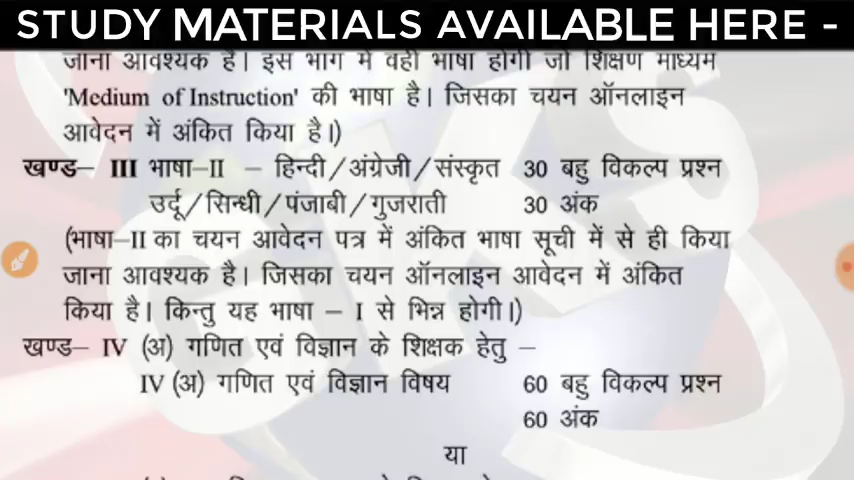 STUDY MATERIALS AVAILABLE HERE -
जाना आवश्यक है। इस भाग में वही भाषा होगी जो शिक्षण माध्यम
'Medium of Instruction' की भाषा है। जिसका चयन ऑनलाइन
आवेदन में अंकित किया है।)
खण्ड– III भाषा–II – हिन्दी/अंग्रेजी/संस्कृत 30 बहु विकल्प प्रश्न
उर्दू/सिन्धी/पंजाबी/गुजराती 30 अंक
(भाषा–II का चयन आवेदन पत्र में अंकित भाषा सूची में से ही किया
जाना आवश्यक है। जिसका चयन ऑनलाइन आवेदन में अंकित
किया है। किन्तु यह भाषा – I से भिन्न होगी।)
खण्ड– IV (अ) गणित एवं विज्ञान के शिक्षक हेतु –
IV (अ) गणित एवं विज्ञान विषय 60 बहु विकल्प प्रश्न
60 अंक
या